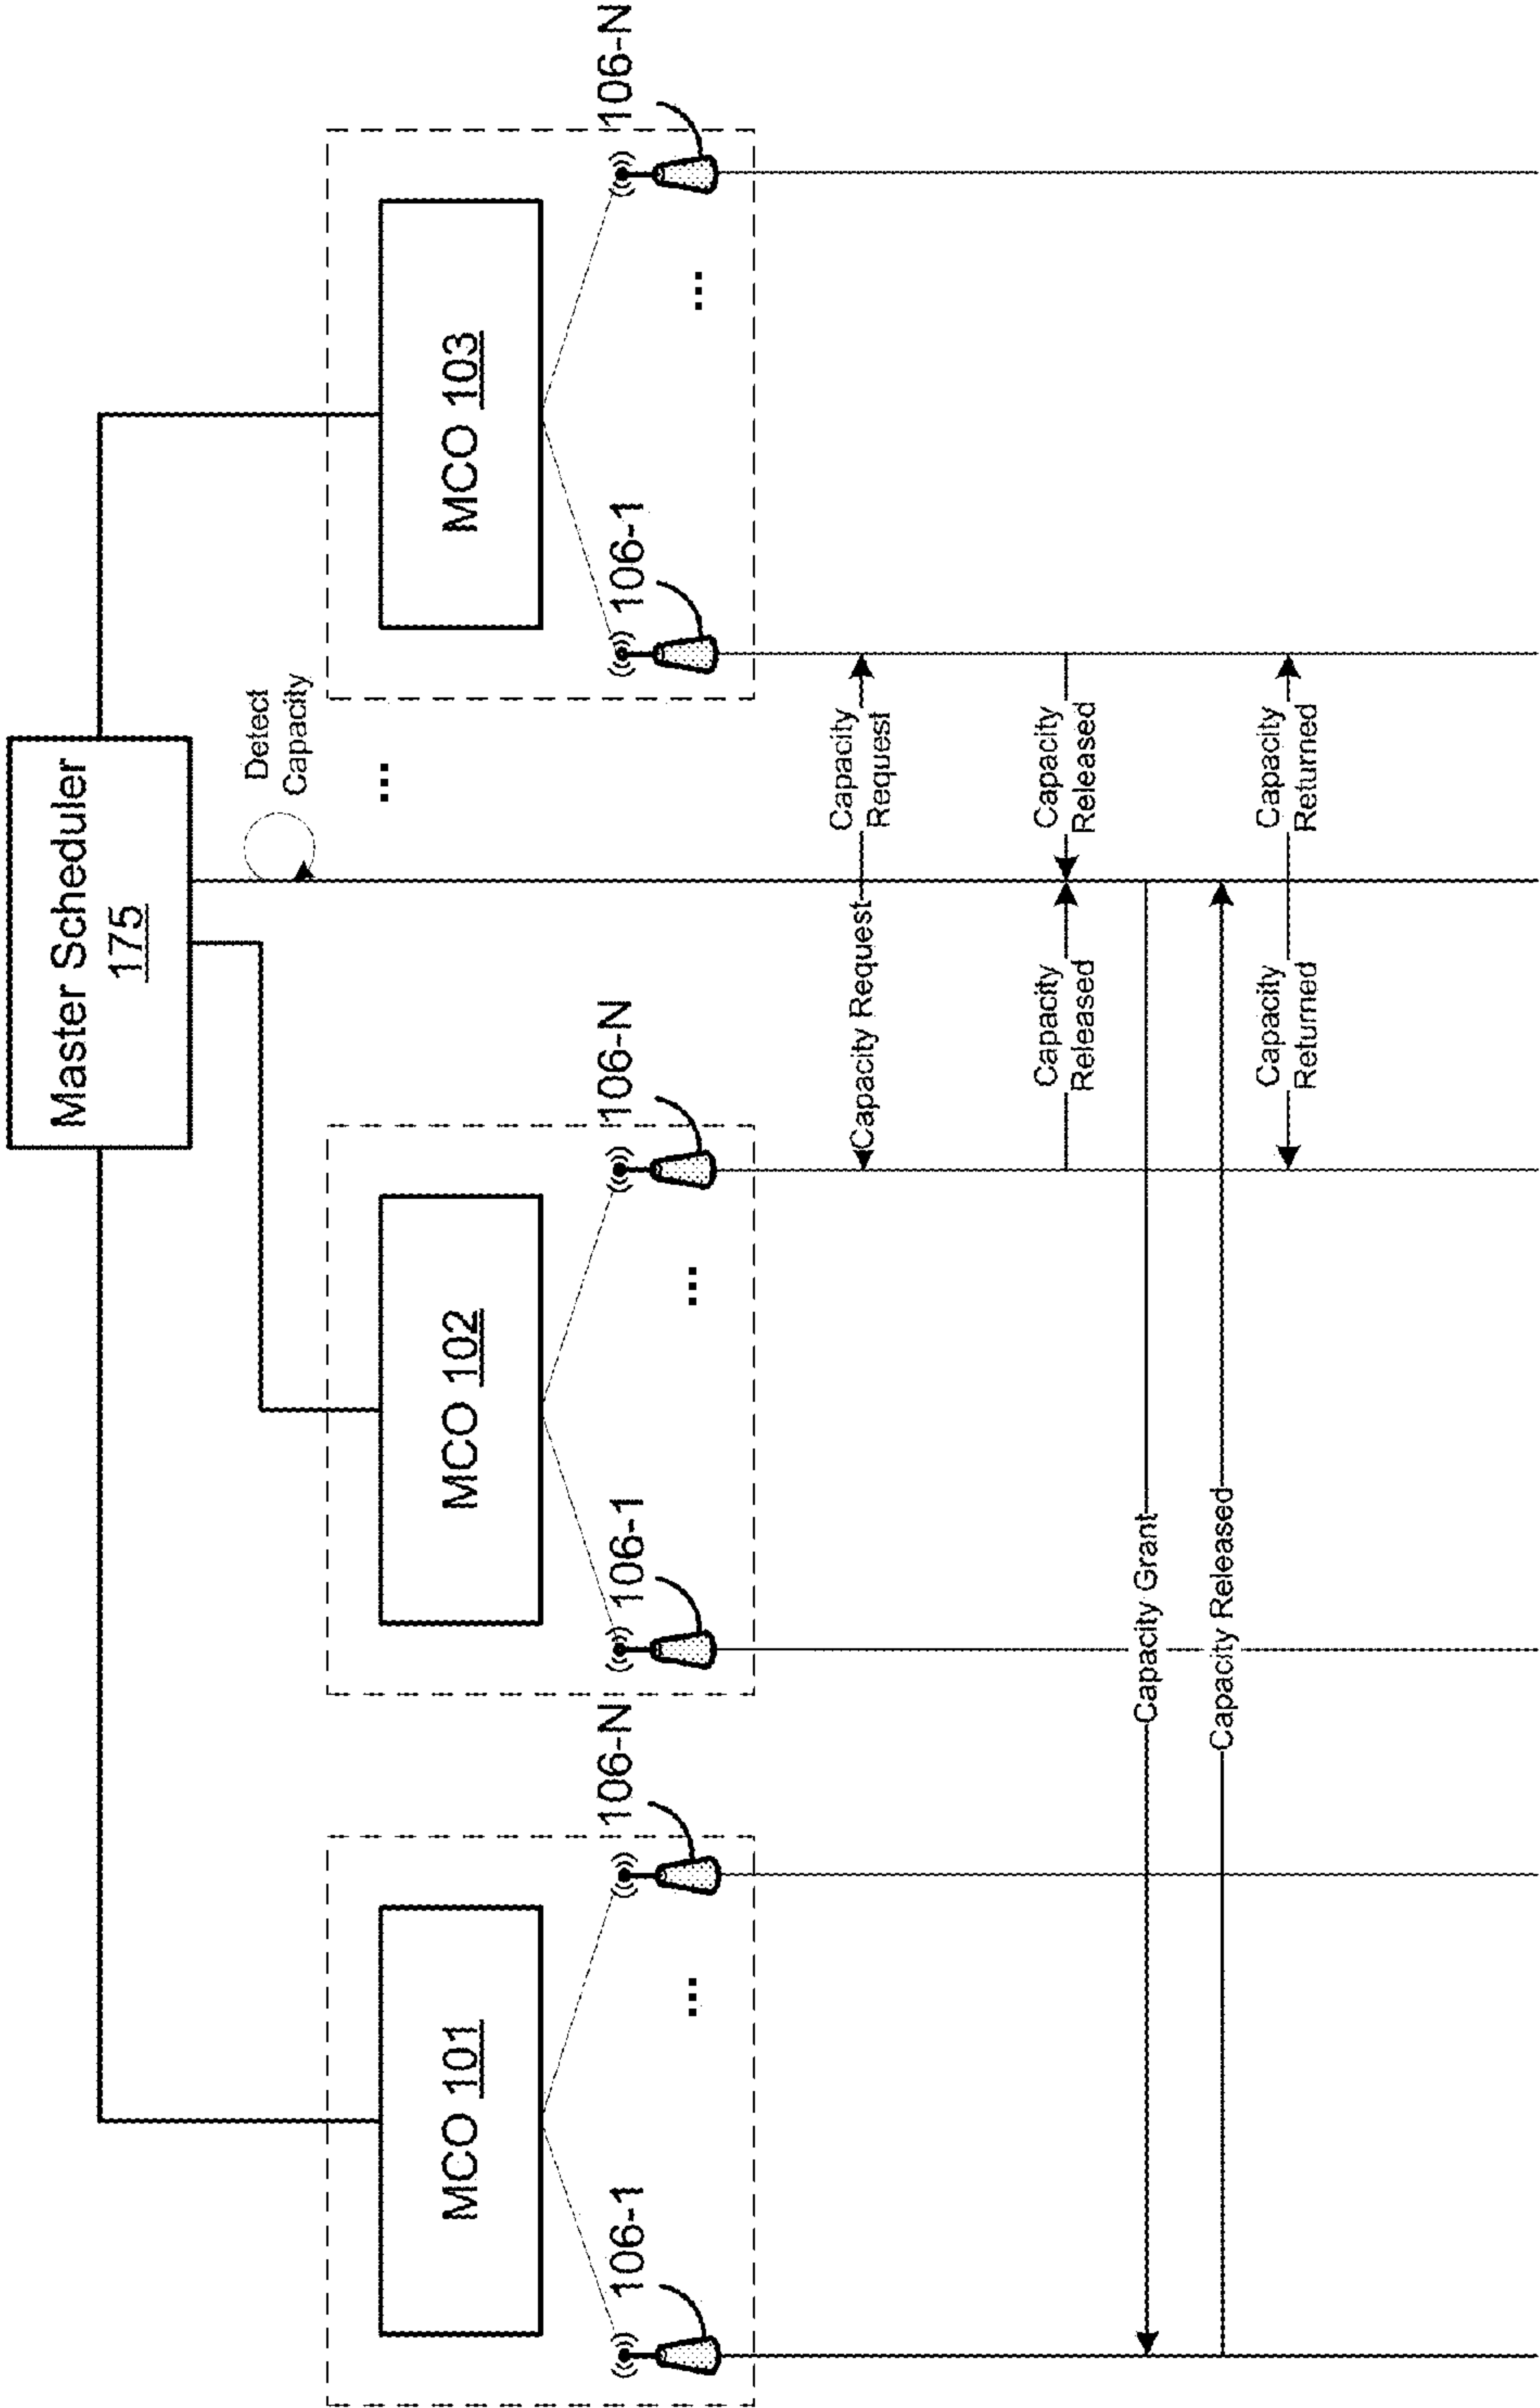 Master Scheduler
175
Detect
Capacity
...
MCO 101
MCO 102
MCO 103
106-1
106-N
106-1
106-N
106-1
106-N
...
...
...
Capacity Request
Capacity
Request
Capacity
Released
Capacity
Released
Capacity Grant
Capacity Released
Capacity
Returned
Capacity
Returned